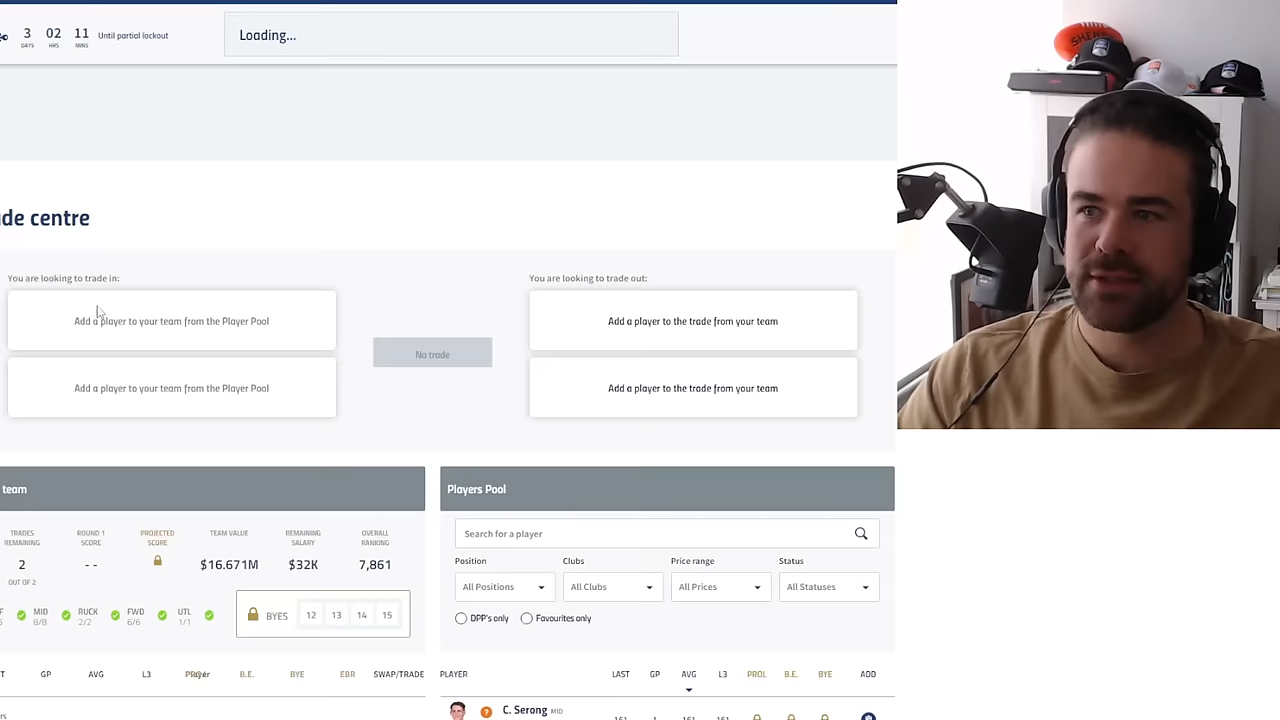 3 02 11 Until partial lockout
DAYS HRS MINS
Loading...
SHERRIN
de centre
You are looking to trade in:
You are looking to trade out:
Add a player to your team from the Player Pool
Add a player to the trade from your team
No trade
Add a player to your team from the Player Pool
Add a player to the trade from your team
team
TRADES REMAINING
ROUND 1 SCORE
PROJECTED SCORE
TEAM VALUE
REMAINING SALARY
OVERALL RANKING
2
- -
$16.671M
$32K
7,861
OUT OF 2
MID 8/8
RUCK 2/2
FWD 6/6
UTL 1/1
BYES 12 13 14 15
GP AVG L3 B.E. BYE EBR SWAP/TRADE
Players Pool
Search for a player
Position Clubs Price range Status
All Positions All Clubs All Prices All Statuses
DPP's only Favourites only
PLAYER LAST GP AVG L3 PROJ. B.E. BYE ADD
C. Serong MID
161 1 161 161